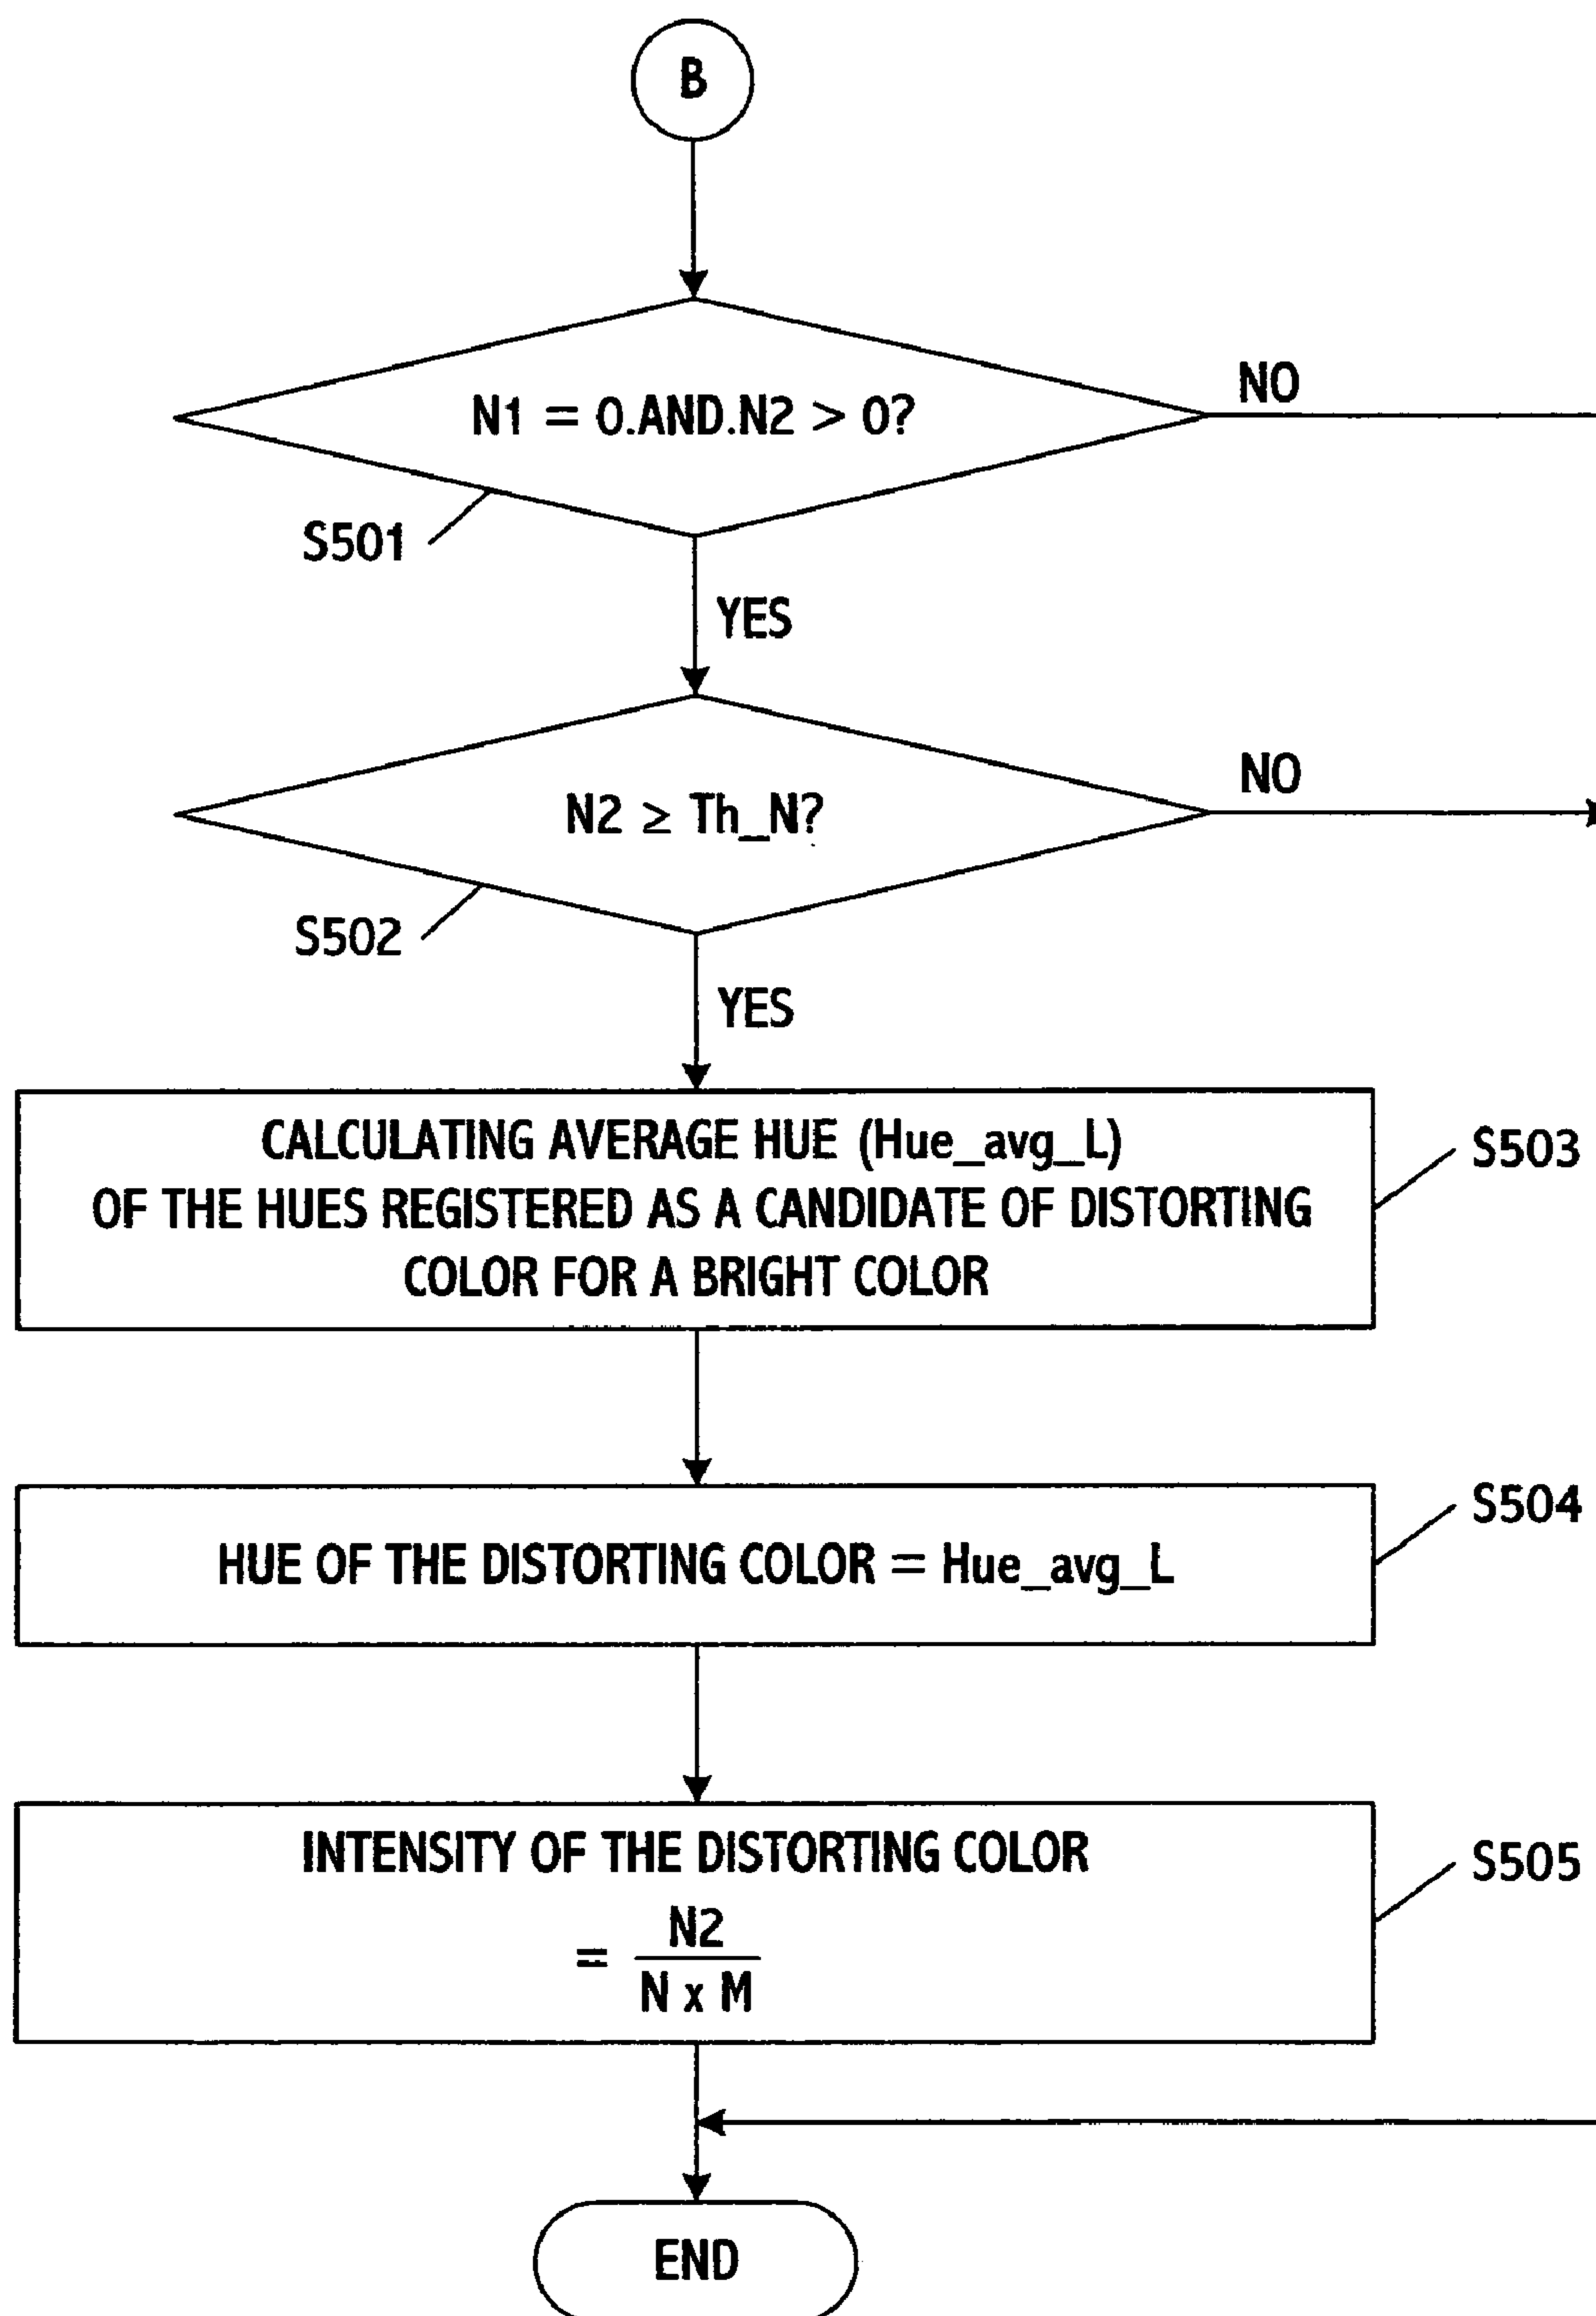 B
N1 = 0.AND.N2 > 0?
NO
S501
YES
N2 ≥ Th_N?
NO
S502
YES
CALCULATING AVERAGE HUE (Hue_avg_L)
OF THE HUES REGISTERED AS A CANDIDATE OF DISTORTING
COLOR FOR A BRIGHT COLOR
S503
HUE OF THE DISTORTING COLOR = Hue_avg_L
S504
INTENSITY OF THE DISTORTING COLOR
S505
= N2
N x M
END